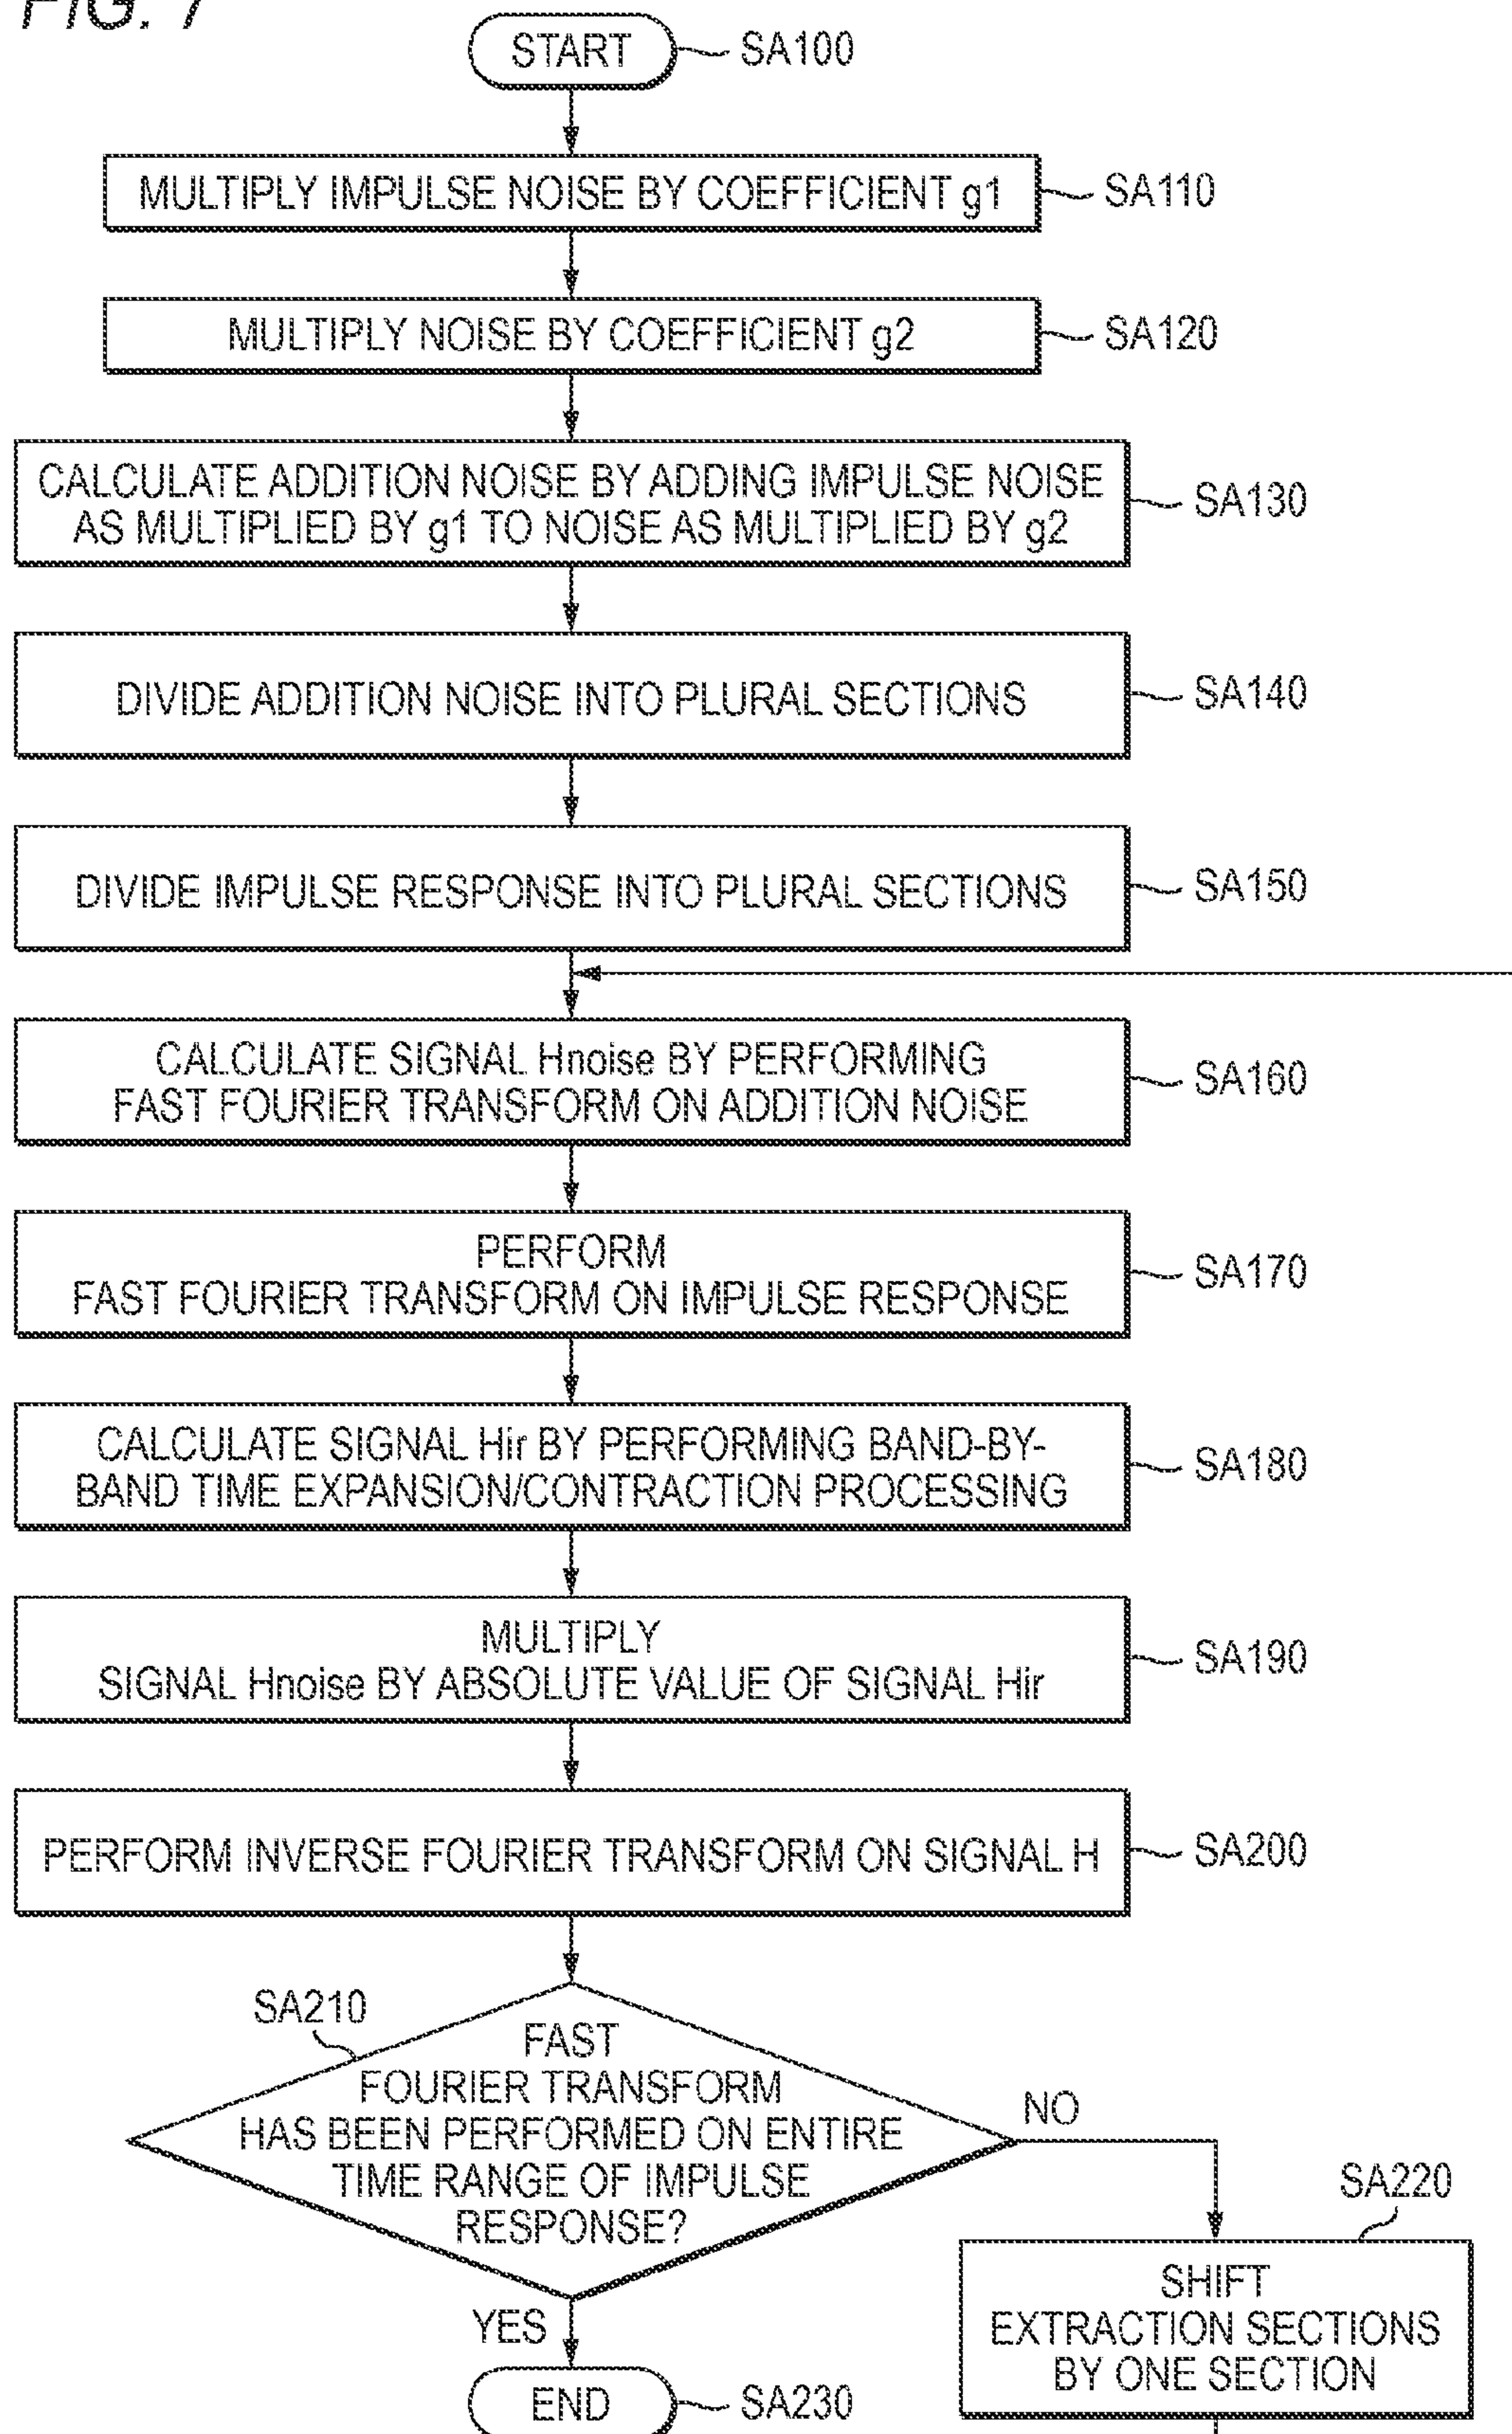 FIG. 7
START
SA100
MULTIPLY IMPULSE NOISE BY COEFFICIENT g1
SA110
MULTIPLY NOISE BY COEFFICIENT g2
SA120
CALCULATE ADDITION NOISE BY ADDING IMPULSE NOISE
AS MULTIPLIED BY g1 TO NOISE AS MULTIPLIED BY g2
SA130
DIVIDE ADDITION NOISE INTO PLURAL SECTIONS
SA140
DIVIDE IMPULSE RESPONSE INTO PLURAL SECTIONS
SA150
CALCULATE SIGNAL Hnoise BY PERFORMING
FAST FOURIER TRANSFORM ON ADDITION NOISE
SA160
PERFORM
FAST FOURIER TRANSFORM ON IMPULSE RESPONSE
SA170
CALCULATE SIGNAL Hir BY PERFORMING BAND-BY-
BAND TIME EXPANSION/CONTRACTION PROCESSING
SA180
MULTIPLY
SIGNAL Hnoise BY ABSOLUTE VALUE OF SIGNAL Hir
SA190
PERFORM INVERSE FOURIER TRANSFORM ON SIGNAL H
SA200
SA210
FAST
FOURIER TRANSFORM
HAS BEEN PERFORMED ON ENTIRE
TIME RANGE OF IMPULSE
RESPONSE?
NO
SA220
SHIFT
EXTRACTION SECTIONS
BY ONE SECTION
YES
END
SA230